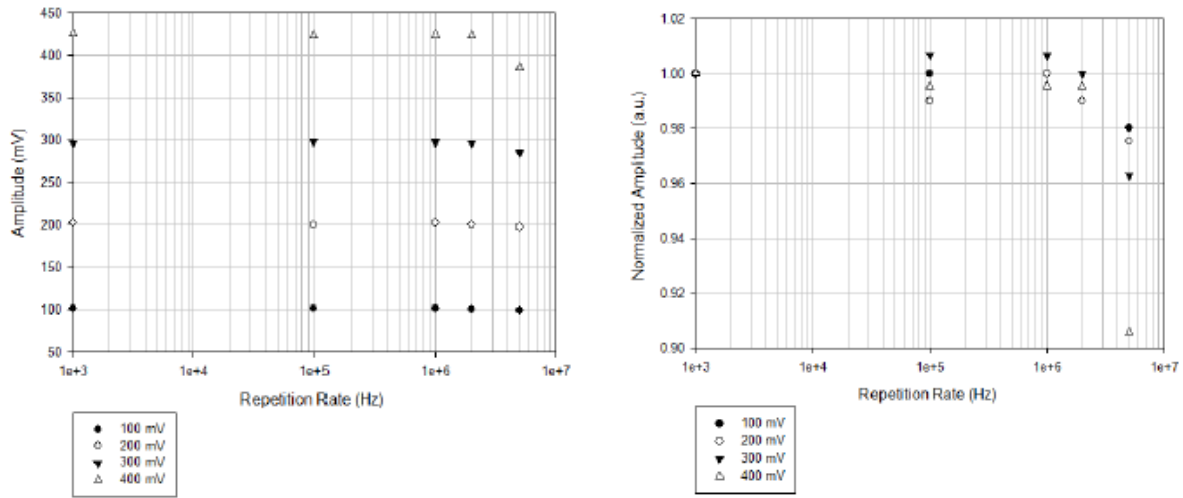 450
400
350
300
250
200
150
100
50
Amplitude (mV)
1e+3 1e+4 1e+5 1e+6 1e+7
Repetition Rate (Hz)
100 mV
200 mV
300 mV
400 mV
1.02
1.00
0.98
0.96
0.94
0.92
0.90
Normalized Amplitude (a.u.)
1e+3 1e+4 1e+5 1e+6 1e+7
Repetition Rate (Hz)
100 mV
200 mV
300 mV
400 mV